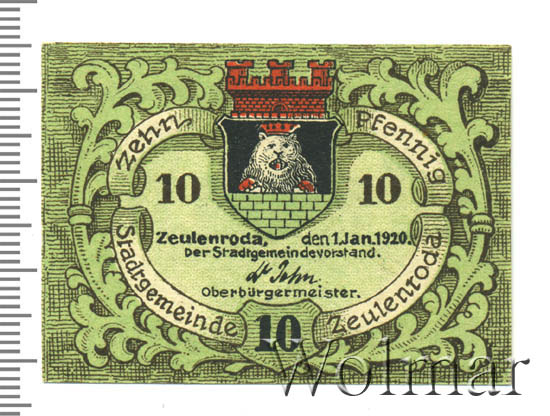 Zehn Pfennig
10 10
Zeulenroda, den 1. Jan. 1920.
Der Stadtgemeindevorstand.
Oberbürgermeister.
Stadtgemeinde Zeulenroda
10
Wolmar